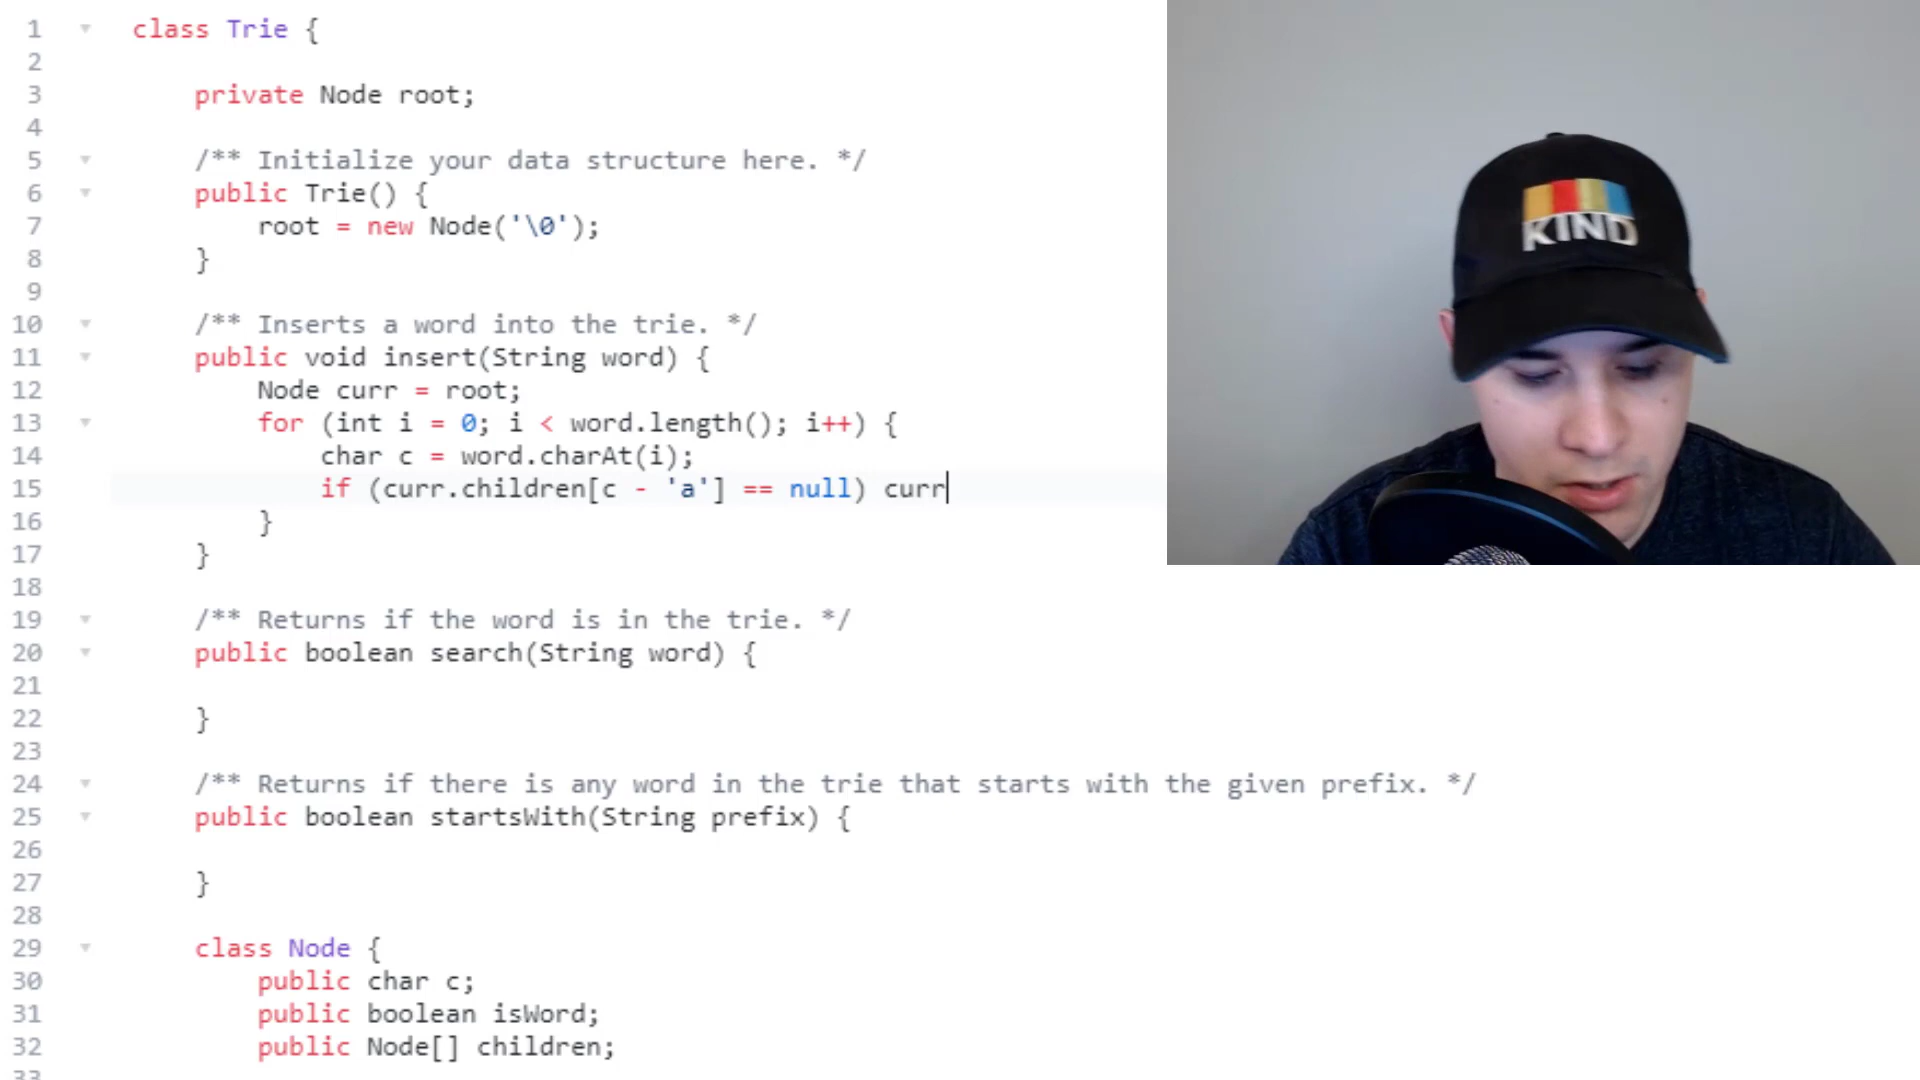 1 class Trie {
2
3 private Node root;
4
5 /** Initialize your data structure here. */
6 public Trie() {
7 root = new Node('\0');
8 }
9
10 /** Inserts a word into the trie. */
11 public void insert(String word) {
12 Node curr = root;
13 for (int i = 0; i < word.length(); i++) {
14 char c = word.charAt(i);
15 if (curr.children[c - 'a'] == null) curr
16 }
17 }
18
19 /** Returns if the word is in the trie. */
20 public boolean search(String word) {
21
22 }
23
24 /** Returns if there is any word in the trie that starts with the given prefix. */
25 public boolean startsWith(String prefix) {
26
27 }
28
29 class Node {
30 public char c;
31 public boolean isWord;
32 public Node[] children;
33
KIND